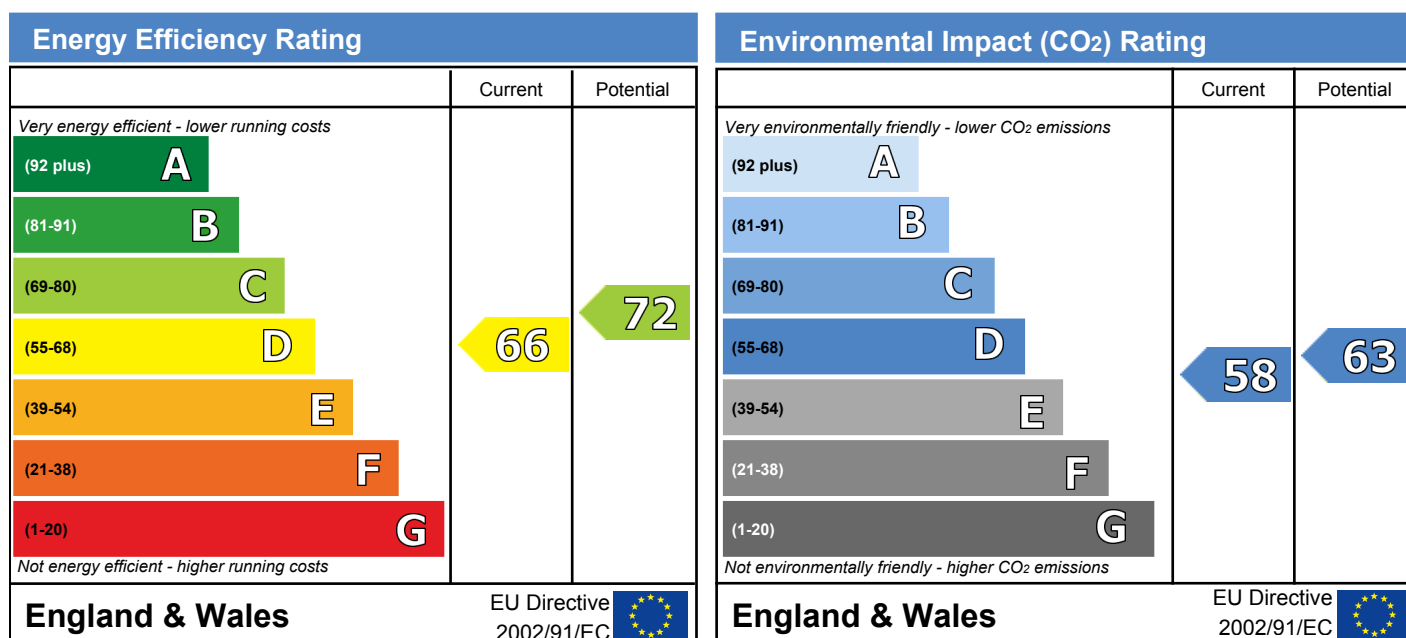 Energy Efficiency Rating
Current Potential
Very energy efficient - lower running costs
(92 plus) A
(81-91) B
(69-80) C
(55-68) D
(39-54) E
(21-38) F
(1-20) G
66
72
Not energy efficient - higher running costs
England & Wales
EU Directive
2002/91/EC
Environmental Impact (CO2) Rating
Current Potential
Very environmentally friendly - lower CO2 emissions
(92 plus) A
(81-91) B
(69-80) C
(55-68) D
(39-54) E
(21-38) F
(1-20) G
58
63
Not environmentally friendly - higher CO2 emissions
England & Wales
EU Directive
2002/91/EC